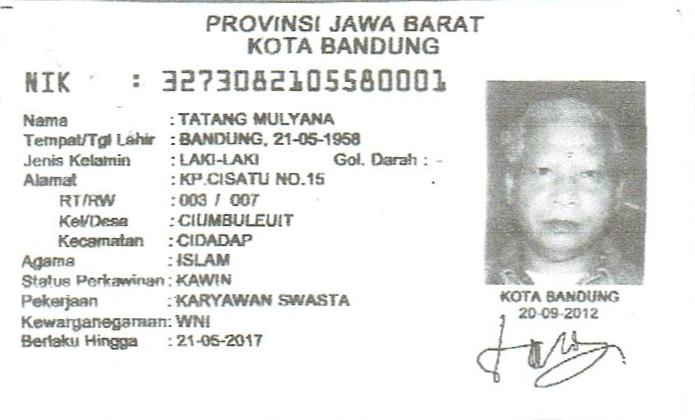 PROVINSI JAWA BARAT
KOTA BANDUNG
NIK : 3273082105580001
Nama : TATANG MULYANA
Tempat/Tgl Lahir : BANDUNG, 21-05-1958
Jenis Kelamin : LAKI-LAKI Gol. Darah : -
Alamat : KP.CISATU NO.15
RT/RW : 003 / 007
Kel/Desa : CIUMBULEUIT
Kecamatan : CIDADAP
Agama : ISLAM
Status Perkawinan : KAWIN
Pekerjaan : KARYAWAN SWASTA
Kewarganegaraan : WNI
Berlaku Hingga : 21-05-2017
KOTA BANDUNG
20-09-2012